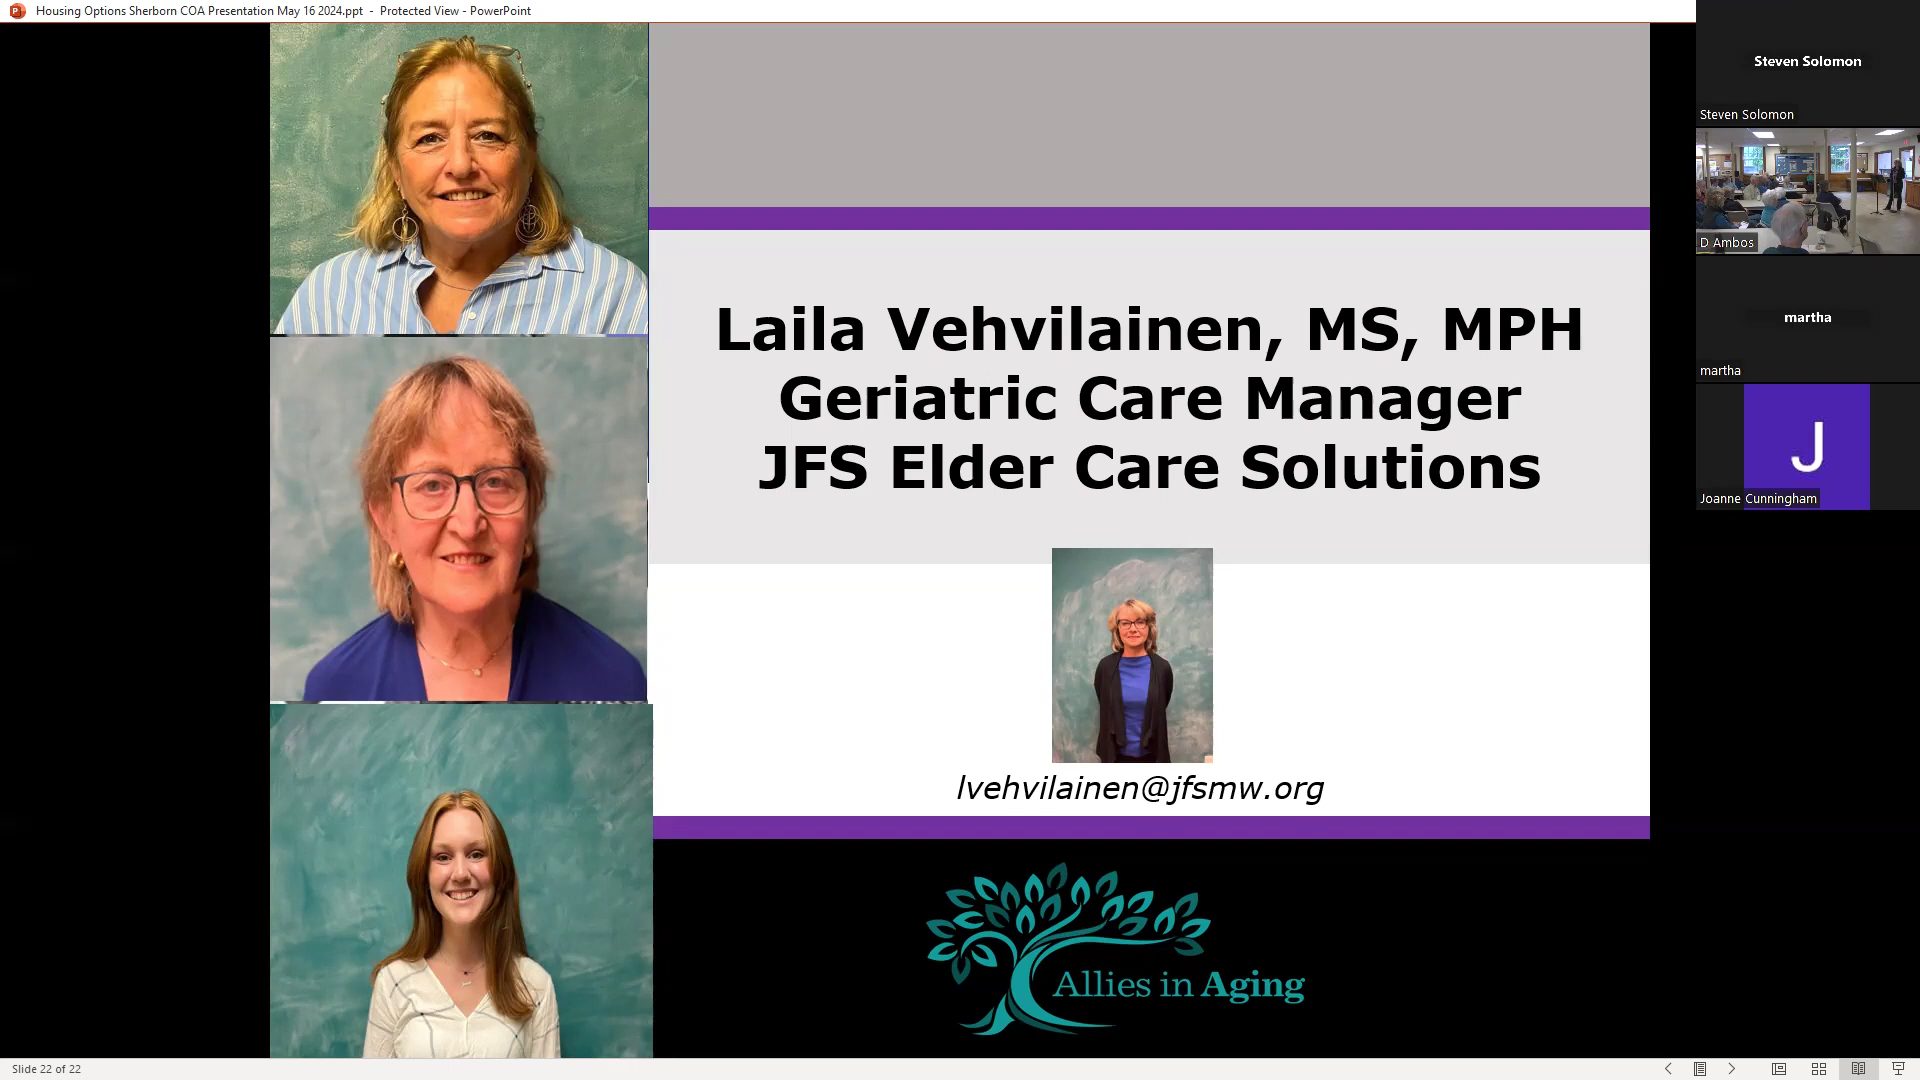 Housing Options Sherborn COA Presentation May 16 2024.ppt - Protected View - PowerPoint
Laila Vehvilainen, MS, MPH
Geriatric Care Manager
JFS Elder Care Solutions
lvehvilainen@jfsmw.org
Allies in Aging
Steven Solomon
Steven Solomon
D Ambos
martha
martha
J
Joanne Cunningham
Slide 22 of 22